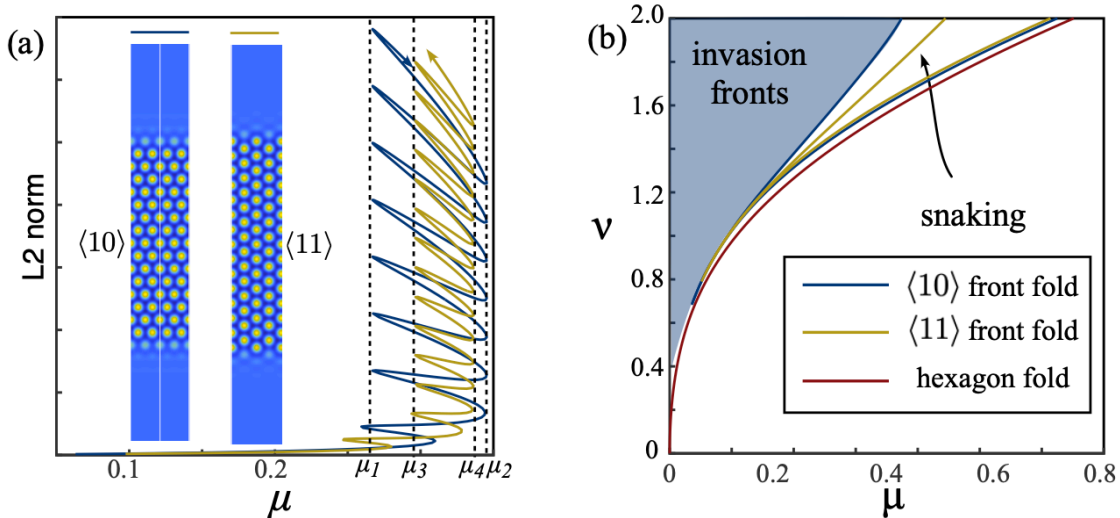 (a)
L2 norm
⟨10⟩
⟨11⟩
0.1
0.2
μ₁
μ₃
μ₄
μ₂
μ
(b)
2.0
1.6
1.2
0.8
0.4
0
ν
invasion
fronts
snaking
⟨10⟩ front fold
⟨11⟩ front fold
hexagon fold
0
0.2
0.4
0.6
0.8
μ